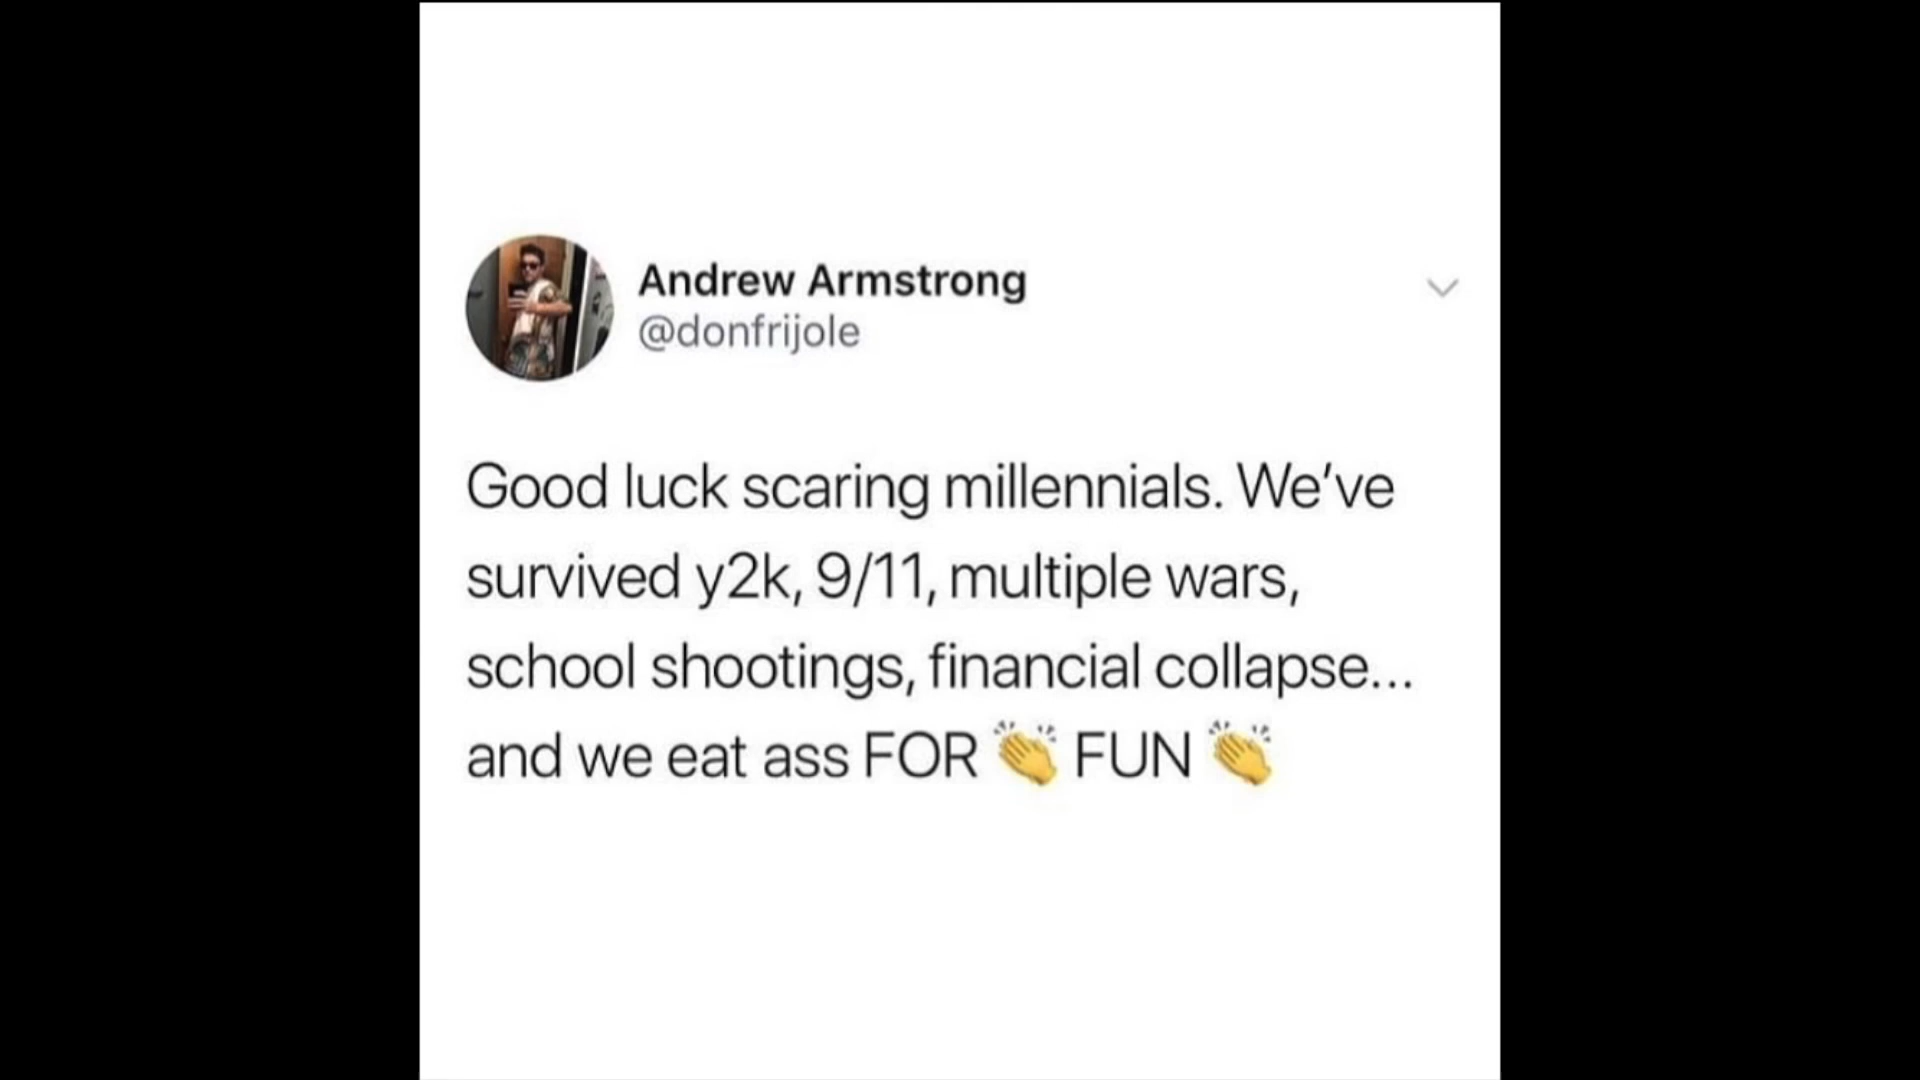 Andrew Armstrong
@donfrijole
Good luck scaring millennials. We've
survived y2k, 9/11, multiple wars,
school shootings, financial collapse...
and we eat ass FOR 👏 FUN 👏